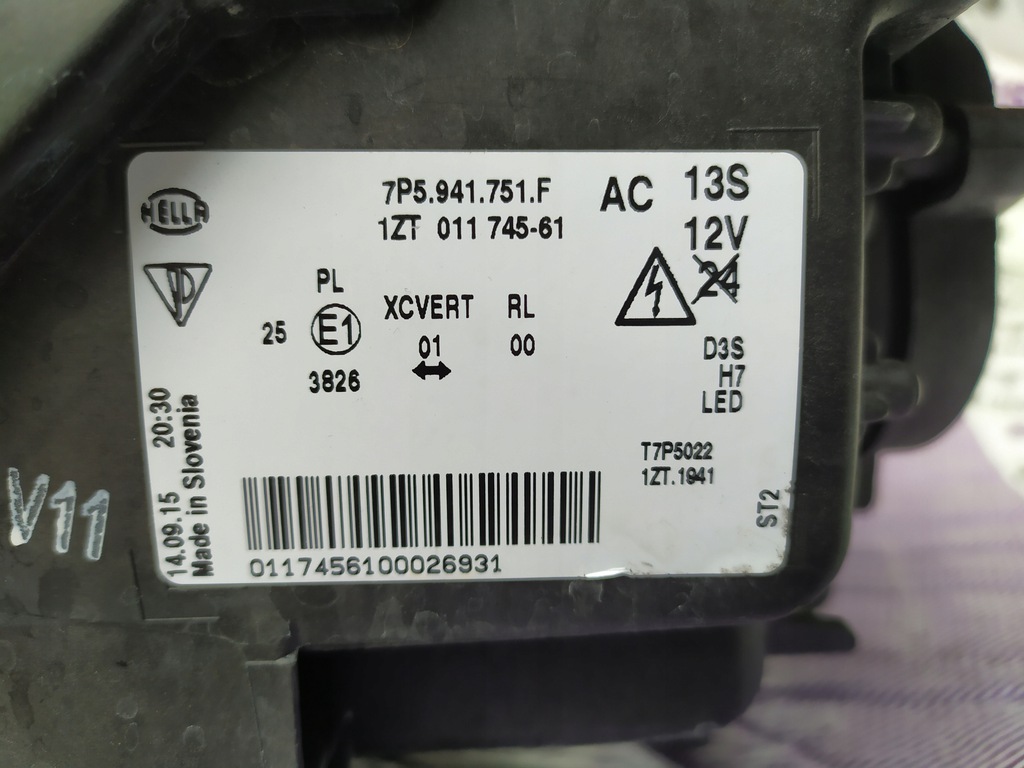 HELLA
7P5.941.751.F
1ZT 011 745-61
AC
13S
12V
24
PL
25 E1
3826
XCVERT
01
RL
00
D3S
H7
LED
T7P5022
1ZT.1941
ST2
14.09.15 20:30
Made in Slovenia
0117456100026931
V11